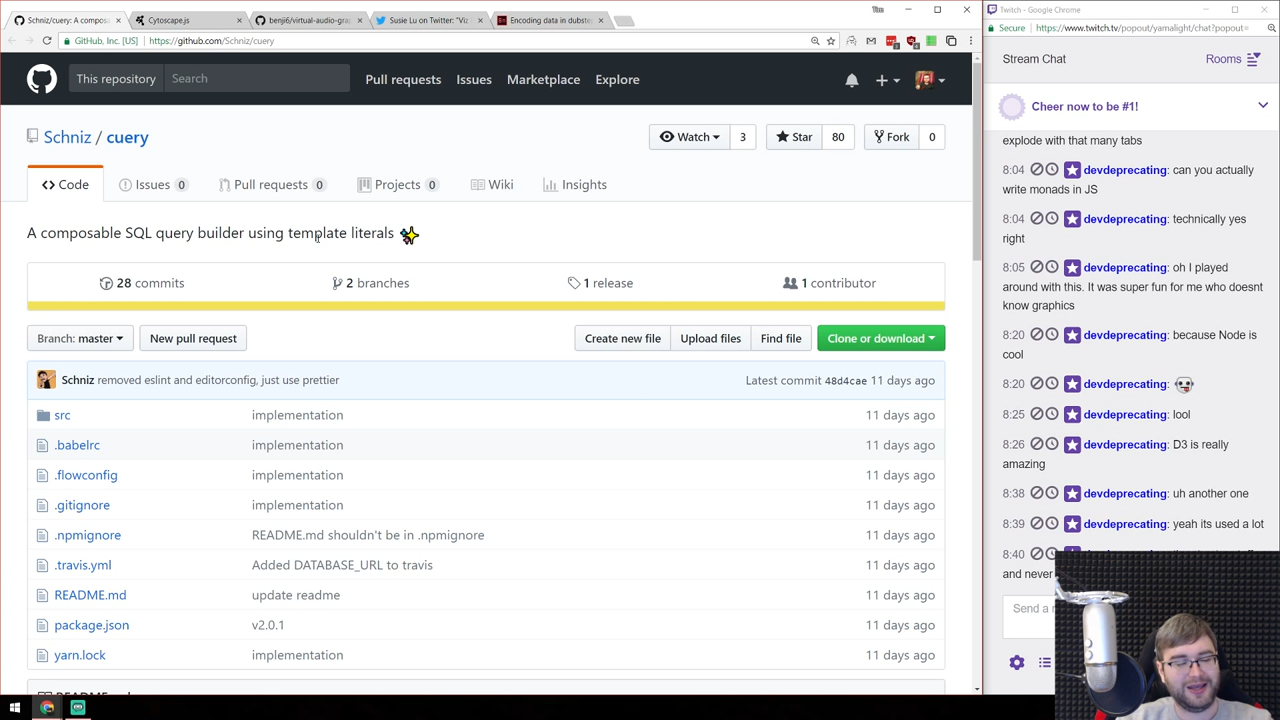 Schniz/cuery: A compos
Cytoscape.js
benji6/virtual-audio-gra
Susie Lu on Twitter: "Viz
Encoding data in dubste
Tim
GitHub, Inc. [US]
https://github.com/Schniz/cuery
This repository
Search
Pull requests
Issues
Marketplace
Explore
Schniz / cuery
Watch
3
Star
80
Fork
0
Code
Issues 0
Pull requests 0
Projects 0
Wiki
Insights
A composable SQL query builder using template literals
28 commits
2 branches
1 release
1 contributor
Branch: master
New pull request
Create new file
Upload files
Find file
Clone or download
Schniz removed eslint and editorconfig, just use prettier
Latest commit 48d4cae 11 days ago
src implementation 11 days ago
.babelrc implementation 11 days ago
.flowconfig implementation 11 days ago
.gitignore implementation 11 days ago
.npmignore README.md shouldn't be in .npmignore 11 days ago
.travis.yml Added DATABASE_URL to travis 11 days ago
README.md update readme 11 days ago
package.json v2.0.1 11 days ago
yarn.lock implementation 11 days ago
Twitch - Google Chrome
Secure
https://www.twitch.tv/popout/yamalight/chat?popout=
Stream Chat
Rooms
Cheer now to be #1!
explode with that many tabs
8:04 devdeprecating: can you actually
write monads in JS
8:04 devdeprecating: technically yes
right
8:05 devdeprecating: oh I played
around with this. It was super fun for me who doesnt
know graphics
8:20 devdeprecating: because Node is
cool
8:20 devdeprecating:
8:25 devdeprecating: lool
8:26 devdeprecating: D3 is really
amazing
8:38 devdeprecating: uh another one
8:39 devdeprecating: yeah its used a lot
8:40
and never
Send a